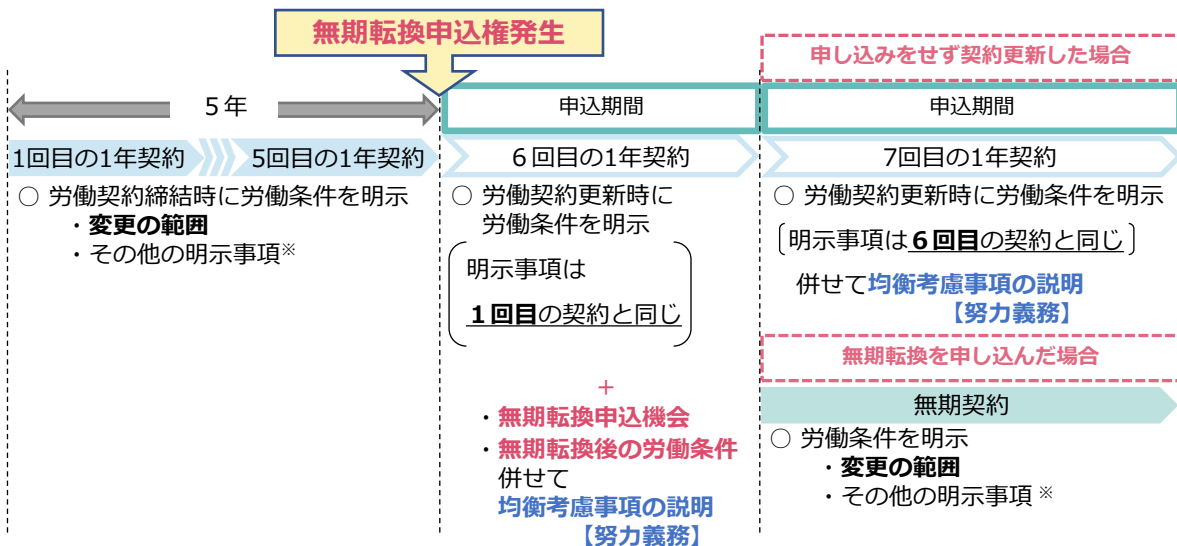 無期転換申込権発生
5年
1回目の1年契約
5回目の1年契約
○ 労働契約締結時に労働条件を明示
・変更の範囲
・その他の明示事項※
申込期間
６回目の1年契約
○ 労働契約更新時に
労働条件を明示
明示事項は
１回目の契約と同じ
＋
・無期転換申込機会
・無期転換後の労働条件
併せて
均衡考慮事項の説明
【努力義務】
申し込みをせず契約更新した場合
申込期間
7回目の1年契約
○ 労働契約更新時に労働条件を明示
明示事項は６回目の契約と同じ
併せて均衡考慮事項の説明
【努力義務】
無期転換を申し込んだ場合
無期契約
○ 労働条件を明示
・変更の範囲
・その他の明示事項※